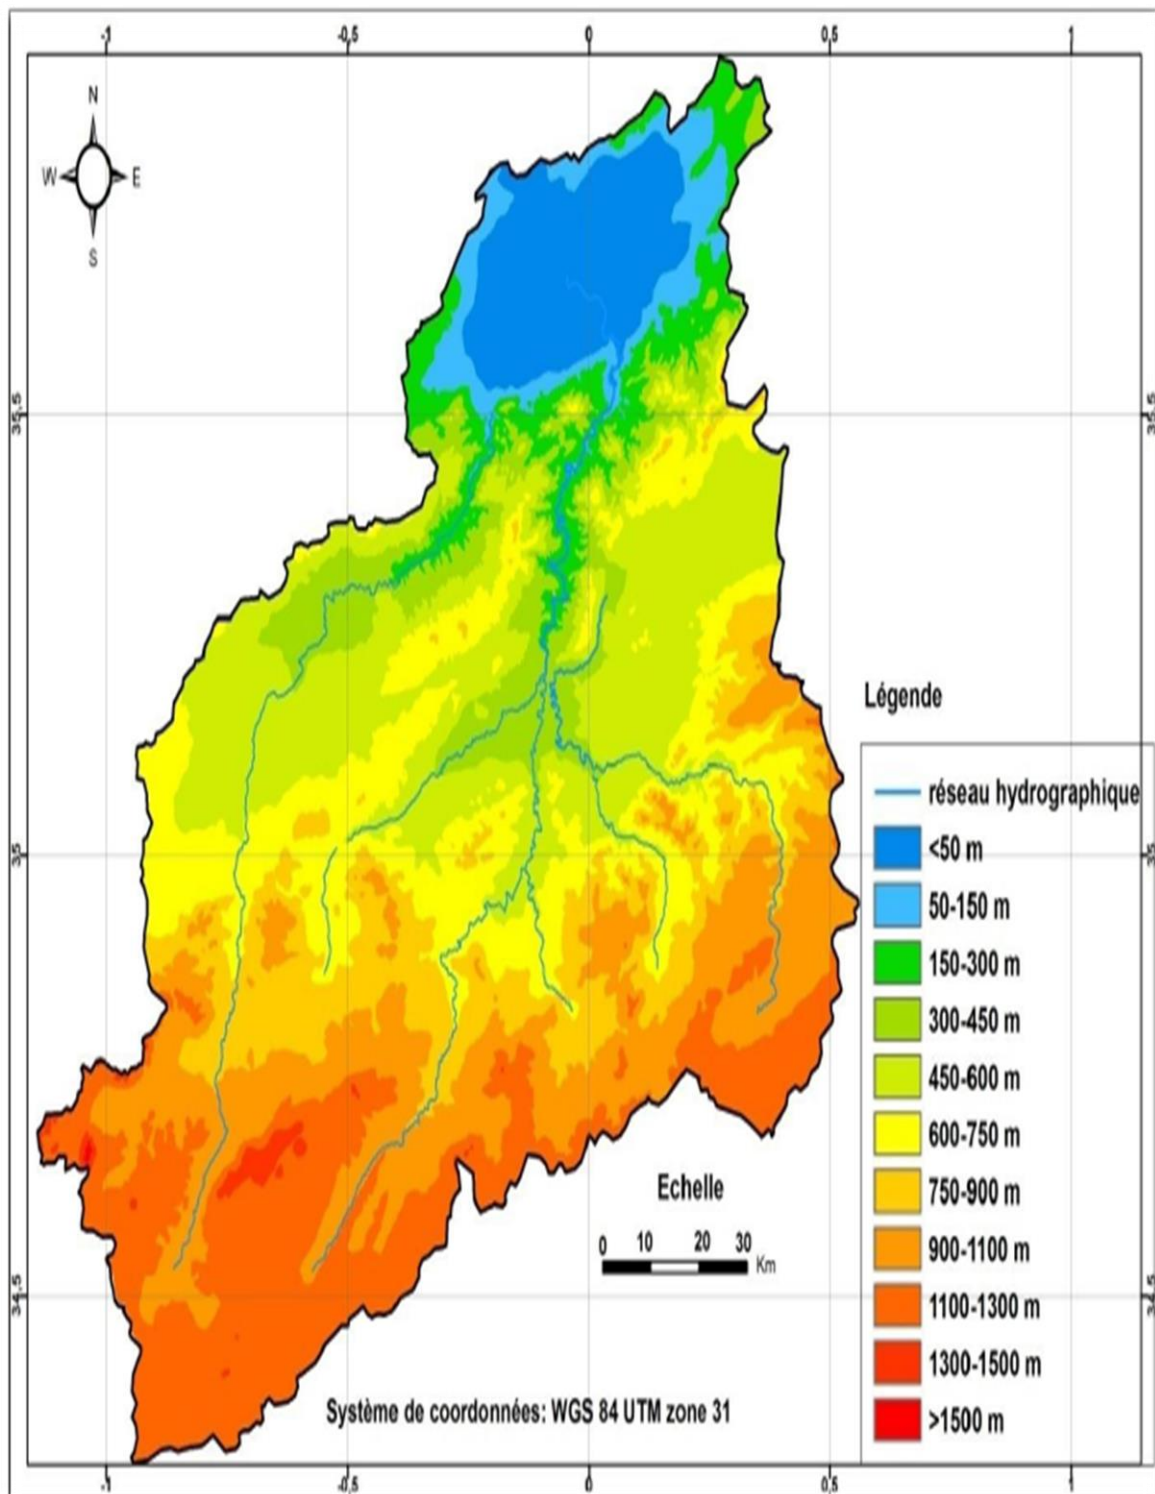 -1 -0,5 0 0,5 1
N
W E
S
35,5 35,5
Légende
réseau hydrographique
<50 m
50-150 m
150-300 m
300-450 m
450-600 m
600-750 m
750-900 m
900-1100 m
1100-1300 m
1300-1500 m
>1500 m
35 35
Echelle
0 10 20 30
Km
34,5 34,5
Système de coordonnées: WGS 84 UTM zone 31
-1 -0,5 0 0,5 1